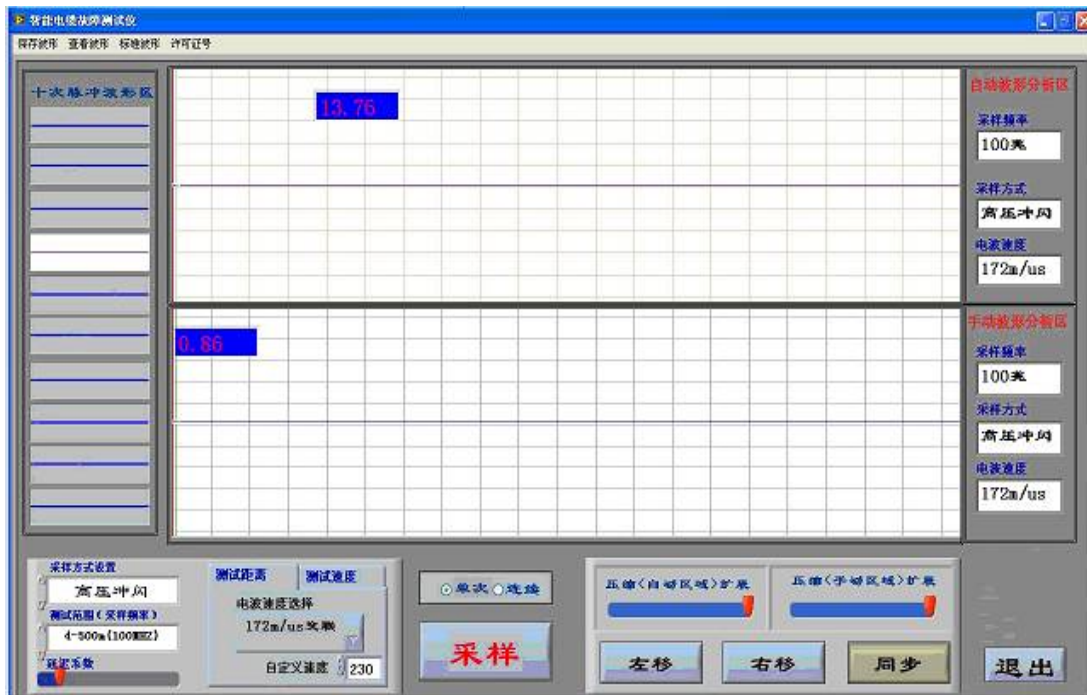 智能电缆故障测试仪
保存波形 查看波形 标准波形 许可证号
十次脉冲波形区
13.76
自动波形分析区
采样频率
100兆
采样方式
高压冲闪
电波速度
172m/us
0.86
手动波形分析区
采样频率
100兆
采样方式
高压冲闪
电波速度
172m/us
采样方式设置
高压冲闪
测试范围(采样频率)
4-500m(100MHZ)
延迟系数
测试距离 测试速度
电波速度选择
172m/us交联
自定义速度 230
单次 连续
采样
压缩(自动区域)扩展
压缩(手动区域)扩展
左移 右移 同步
退出